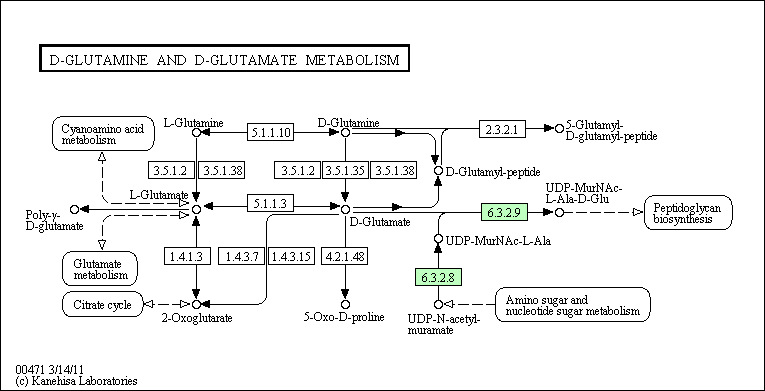 D-GLUTAMINE AND D-GLUTAMATE METABOLISM
Cyanoamino acid
metabolism
L-Glutamine
5.1.1.10
D-Glutamine
2.3.2.1
5-Glutamyl-
D-glutamyl-peptide
3.5.1.2
3.5.1.38
3.5.1.2
3.5.1.35
3.5.1.38
D-Glutamyl-peptide
L-Glutamate
Poly-γ-
D-glutamate
5.1.1.3
D-Glutamate
6.3.2.9
UDP-MurNAc-
L-Ala-D-Glu
Peptidoglycan
biosynthesis
UDP-MurNAc-L-Ala
Glutamate
metabolism
1.4.1.3
1.4.3.7
1.4.3.15
4.2.1.48
6.3.2.8
Citrate cycle
2-Oxoglutarate
5-Oxo-D-proline
UDP-N-acetyl-
muramate
Amino sugar and
nucleotide sugar metabolism
00471 3/14/11
(c) Kanehisa Laboratories